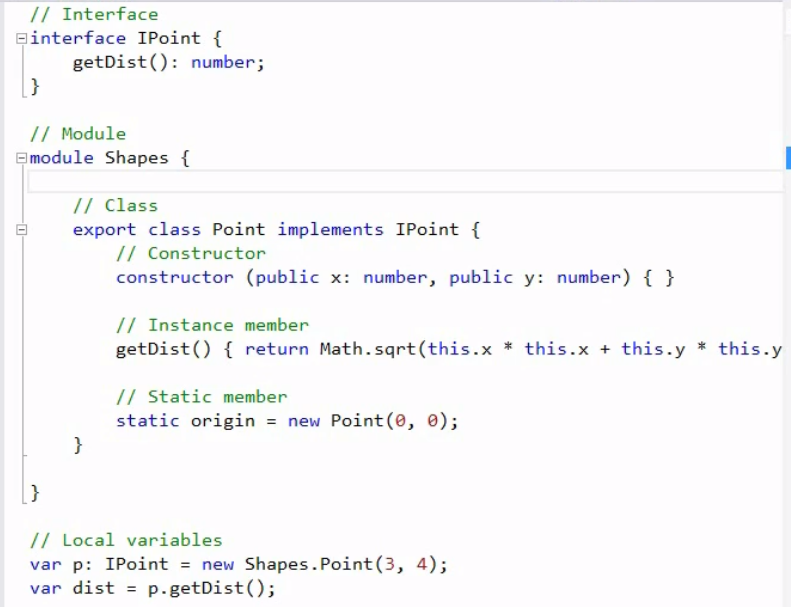 // Interface
interface IPoint {
    getDist(): number;
}
// Module
module Shapes {
    // Class
    export class Point implements IPoint {
        // Constructor
        constructor (public x: number, public y: number) { }
        // Instance member
        getDist() { return Math.sqrt(this.x * this.x + this.y * this.y
        // Static member
        static origin = new Point(0, 0);
    }
}
// Local variables
var p: IPoint = new Shapes.Point(3, 4);
var dist = p.getDist();